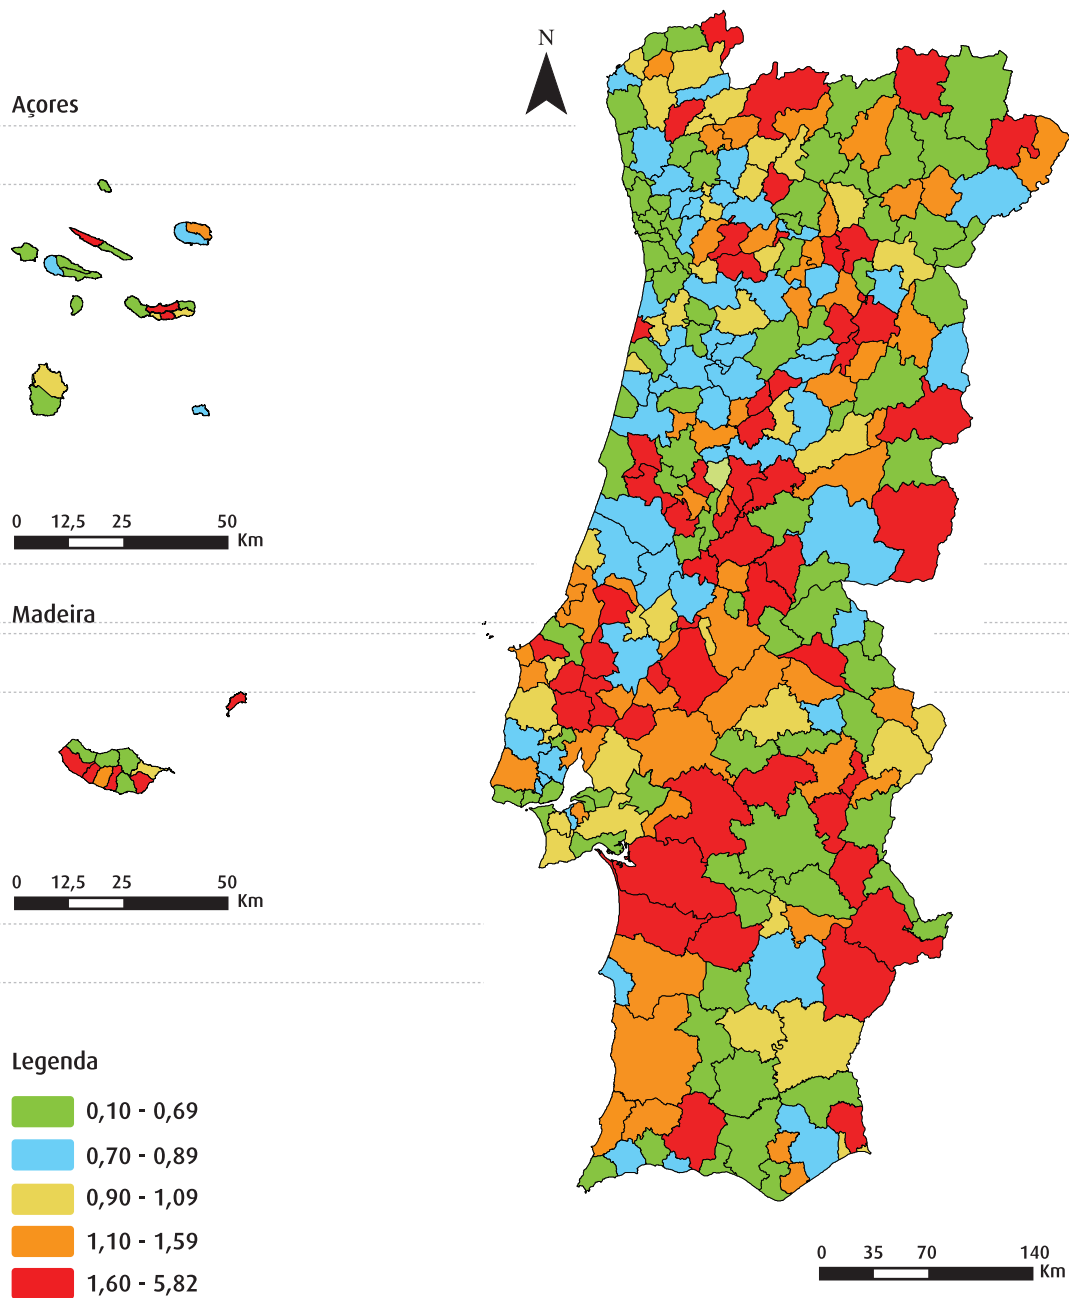 N
Açores
0 12,5 25 50
Km
Madeira
0 12,5 25 50
Km
Legenda
0,10 - 0,69
0,70 - 0,89
0,90 - 1,09
1,10 - 1,59
1,60 - 5,82
0 35 70 140
Km